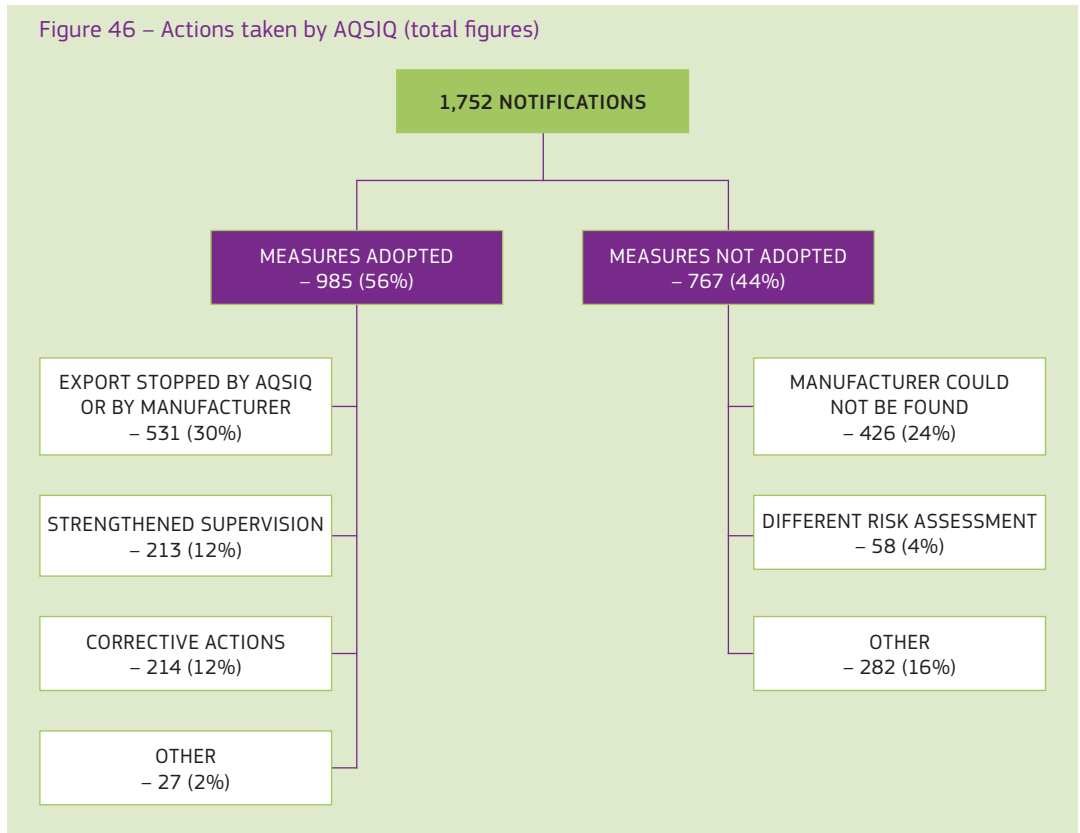 Figure 46 – Actions taken by AQSIQ (total figures)
1,752 NOTIFICATIONS
MEASURES ADOPTED
– 985 (56%)
MEASURES NOT ADOPTED
– 767 (44%)
EXPORT STOPPED BY AQSIQ
OR BY MANUFACTURER
– 531 (30%)
STRENGTHENED SUPERVISION
– 213 (12%)
CORRECTIVE ACTIONS
– 214 (12%)
OTHER
– 27 (2%)
MANUFACTURER COULD
NOT BE FOUND
– 426 (24%)
DIFFERENT RISK ASSESSMENT
– 58 (4%)
OTHER
– 282 (16%)